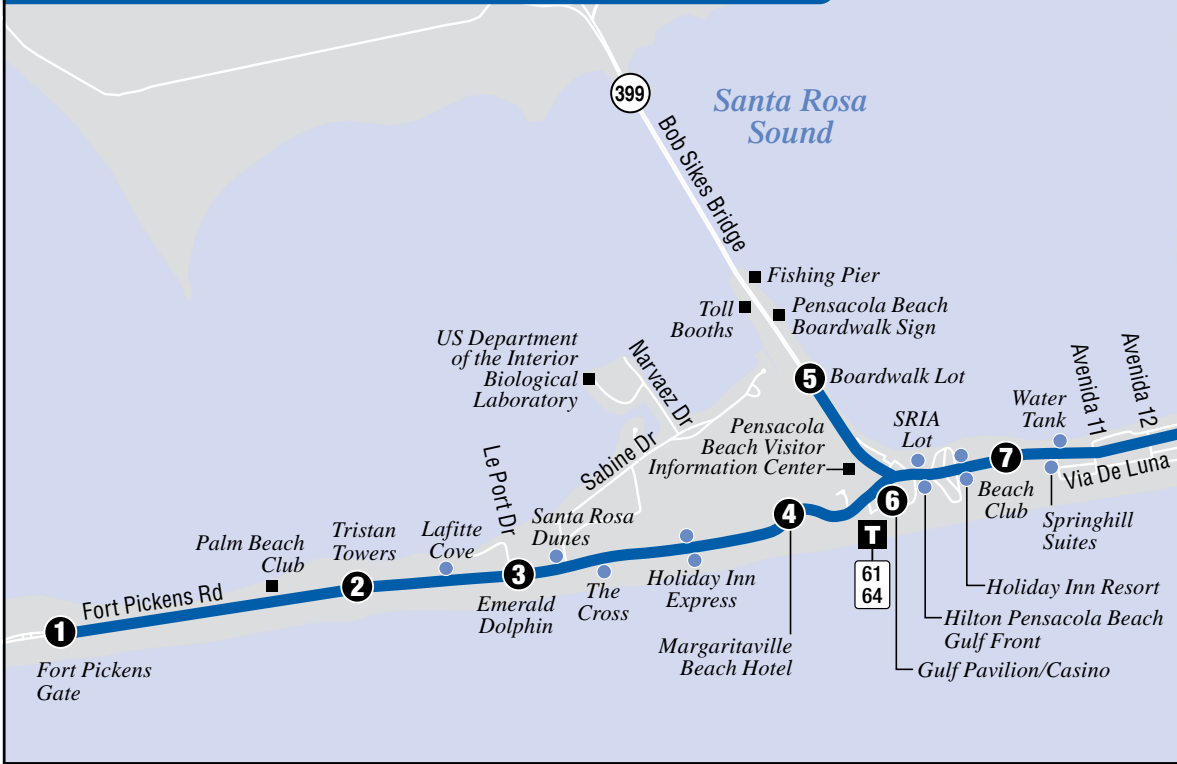 399
Santa Rosa
Sound
Bob Sikes Bridge
Fishing Pier
Toll
Booths
Pensacola Beach
Boardwalk Sign
US Department
of the Interior
Biological
Laboratory
Narvaez Dr
5
Boardwalk Lot
Avenida 11
Avenida 12
Water
Tank
SRIA
Lot
Pensacola
Beach Visitor
Information Center
Sabine Dr
Le Port Dr
7
Beach
Club
Via De Luna
Springhill
Suites
6
4
T
61
64
Santa Rosa
Dunes
Lafitte
Cove
Tristan
Towers
Palm Beach
Club
3
Emerald
Dolphin
The
Cross
Holiday Inn
Express
Holiday Inn Resort
Hilton Pensacola Beach
Gulf Front
Margaritaville
Beach Hotel
Gulf Pavilion/Casino
2
Fort Pickens Rd
1
Fort Pickens
Gate